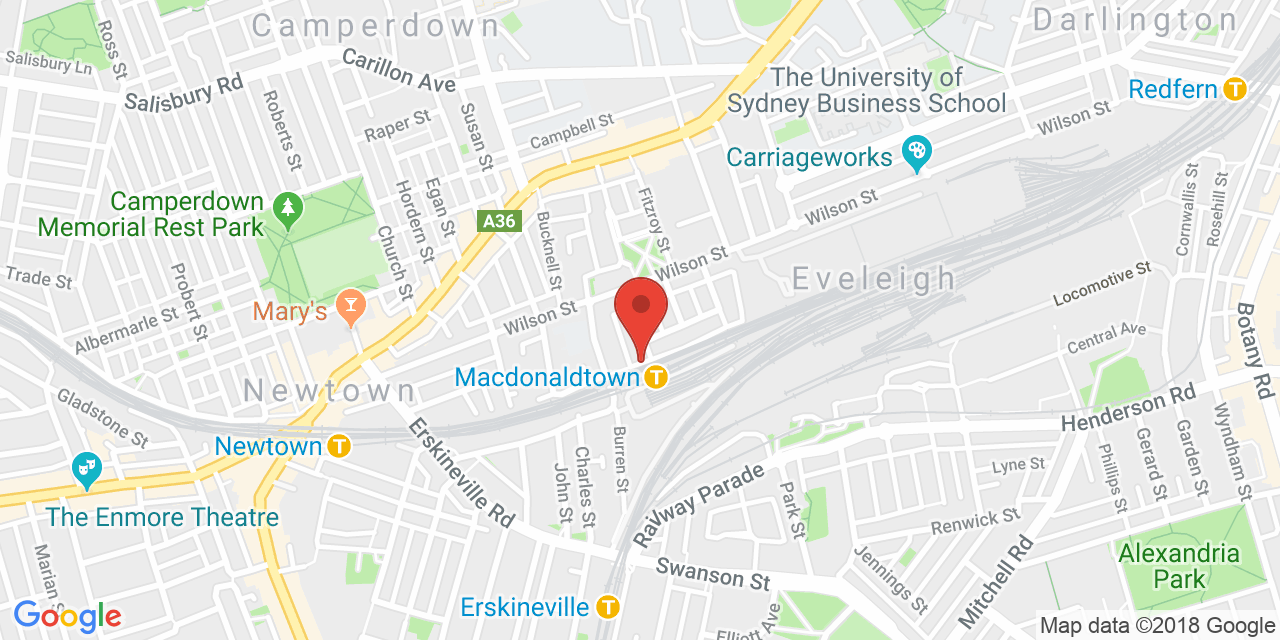 Camperdown
Darlington
Ross St
Salisbury Ln
Carillon Ave
Salisbury Rd
The University of
Sydney Business School
Redfern
T
Roberts St
Raper St
Susan St
Campbell St
Wilson St
Carriageworks
Camperdown
Memorial Rest Park
Hordern St
Egan St
A36
Bucknell St
Fitzroy St
Wilson St
Cornwallis St
Rosehill St
Church St
Trade St
Probert St
Wilson St
Eveleigh
Locomotive St
Mary's
Albermarle St
Wilson St
Central Ave
Botany Rd
Macdonaldtown
T
Newtown
Gladstone St
Henderson Rd
Newtown
T
Erskineville Rd
Burren St
Charles St
John St
Railway Parade
Lyne St
Phillips St
Gerard St
Garden St
Wyndham St
Park St
The Enmore Theatre
Renwick St
Marian S
Swanson St
Jennings St
Mitchell Rd
Alexandria
Park
Erskineville
T
Elliott Ave
Google
Map data ©2018 Google